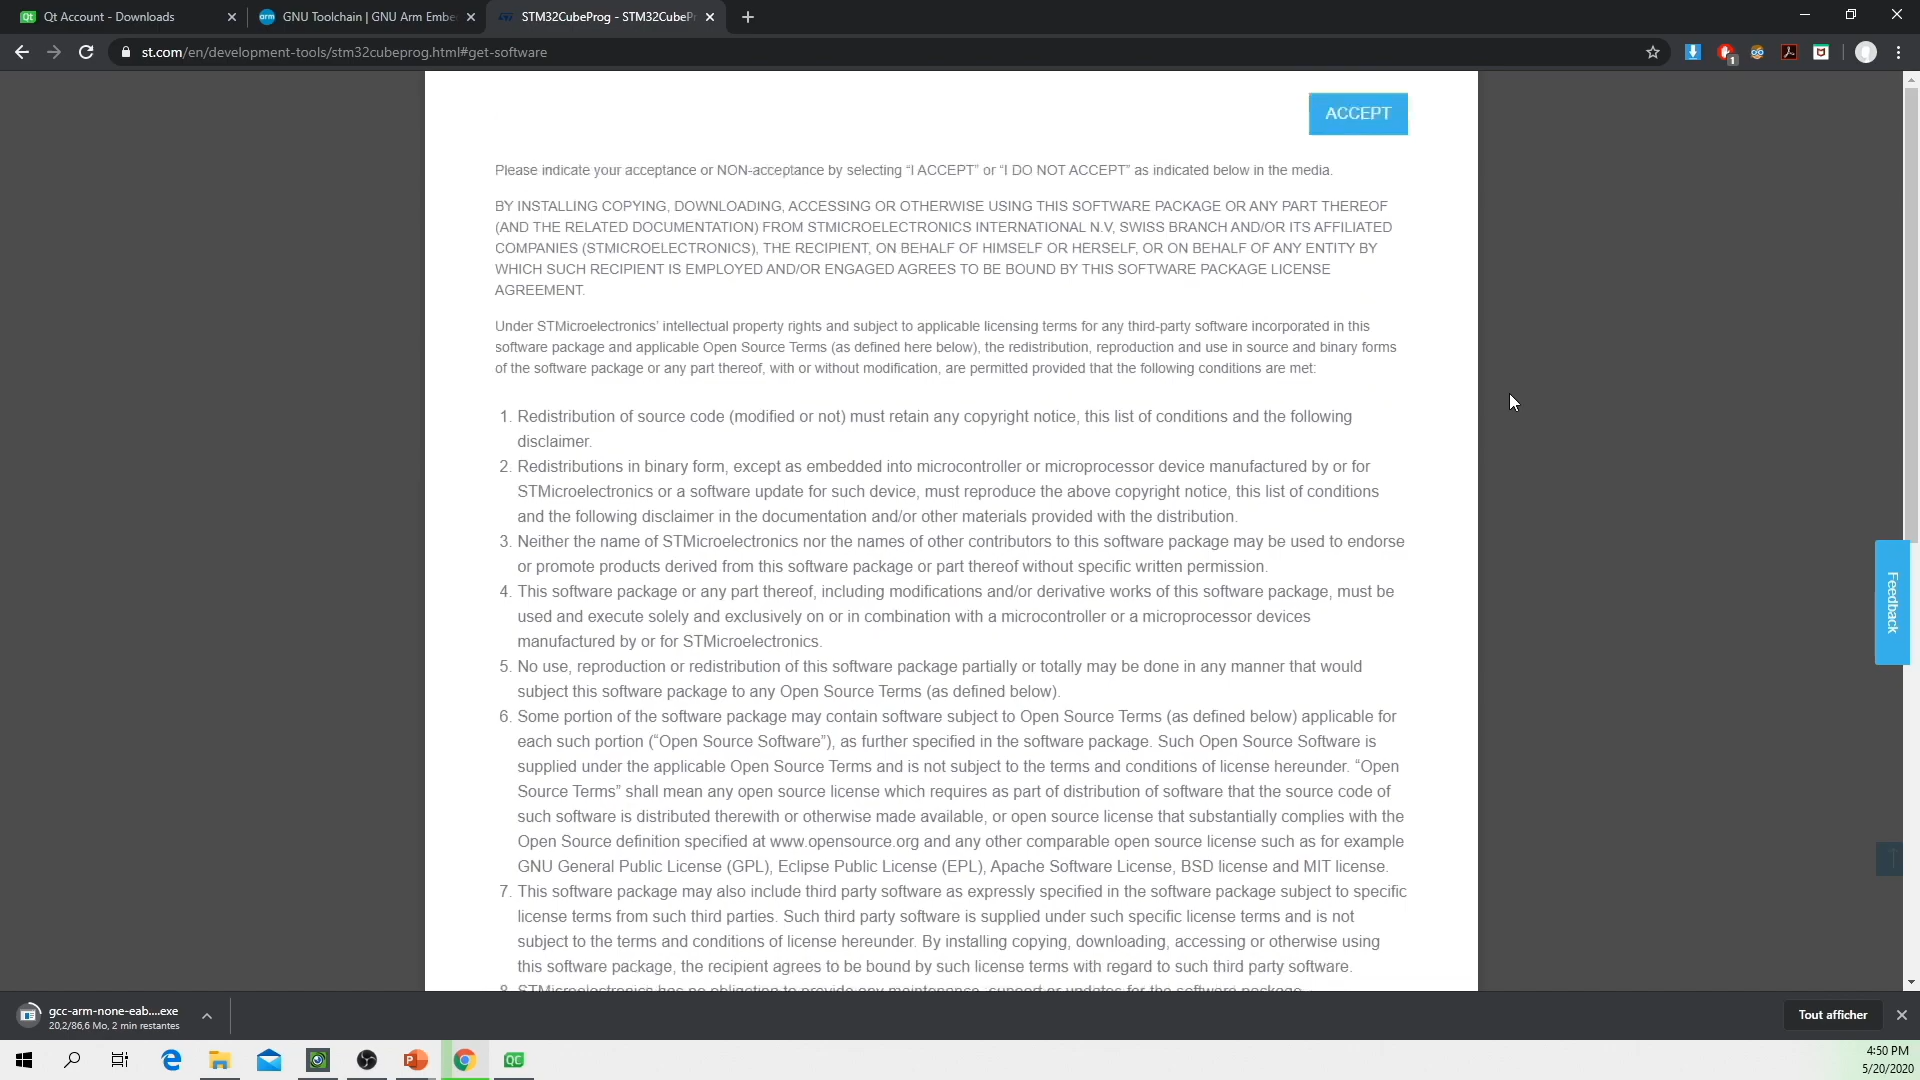 Qt Account - Downloads
GNU Toolchain | GNU Arm Embe
STM32CubeProg - STM32CubePr
st.com/en/development-tools/stm32cubeprog.html#get-software
1
ACCEPT
Please indicate your acceptance or NON-acceptance by selecting “I ACCEPT” or “I DO NOT ACCEPT” as indicated below in the media.
BY INSTALLING COPYING, DOWNLOADING, ACCESSING OR OTHERWISE USING THIS SOFTWARE PACKAGE OR ANY PART THEREOF
(AND THE RELATED DOCUMENTATION) FROM STMICROELECTRONICS INTERNATIONAL N.V, SWISS BRANCH AND/OR ITS AFFILIATED
COMPANIES (STMICROELECTRONICS), THE RECIPIENT, ON BEHALF OF HIMSELF OR HERSELF, OR ON BEHALF OF ANY ENTITY BY
WHICH SUCH RECIPIENT IS EMPLOYED AND/OR ENGAGED AGREES TO BE BOUND BY THIS SOFTWARE PACKAGE LICENSE
AGREEMENT.
Under STMicroelectronics’ intellectual property rights and subject to applicable licensing terms for any third-party software incorporated in this
software package and applicable Open Source Terms (as defined here below), the redistribution, reproduction and use in source and binary forms
of the software package or any part thereof, with or without modification, are permitted provided that the following conditions are met:
1. Redistribution of source code (modified or not) must retain any copyright notice, this list of conditions and the following
disclaimer.
2. Redistributions in binary form, except as embedded into microcontroller or microprocessor device manufactured by or for
STMicroelectronics or a software update for such device, must reproduce the above copyright notice, this list of conditions
and the following disclaimer in the documentation and/or other materials provided with the distribution.
3. Neither the name of STMicroelectronics nor the names of other contributors to this software package may be used to endorse
or promote products derived from this software package or part thereof without specific written permission.
4. This software package or any part thereof, including modifications and/or derivative works of this software package, must be
used and execute solely and exclusively on or in combination with a microcontroller or a microprocessor devices
manufactured by or for STMicroelectronics.
5. No use, reproduction or redistribution of this software package partially or totally may be done in any manner that would
subject this software package to any Open Source Terms (as defined below).
6. Some portion of the software package may contain software subject to Open Source Terms (as defined below) applicable for
each such portion (“Open Source Software”), as further specified in the software package. Such Open Source Software is
supplied under the applicable Open Source Terms and is not subject to the terms and conditions of license hereunder. “Open
Source Terms” shall mean any open source license which requires as part of distribution of software that the source code of
such software is distributed therewith or otherwise made available, or open source license that substantially complies with the
Open Source definition specified at www.opensource.org and any other comparable open source license such as for example
GNU General Public License (GPL), Eclipse Public License (EPL), Apache Software License, BSD license and MIT license.
7. This software package may also include third party software as expressly specified in the software package subject to specific
license terms from such third parties. Such third party software is supplied under such specific license terms and is not
subject to the terms and conditions of license hereunder. By installing copying, downloading, accessing or otherwise using
this software package, the recipient agrees to be bound by such license terms with regard to such third party software.
8. STMicroelectronics has no obligation to provide any maintenance, support or updates for the software package.
Feedback
gcc-arm-none-eab....exe
20,2/86,6 Mo, 2 min restantes
Tout afficher
4:50 PM
5/20/2020